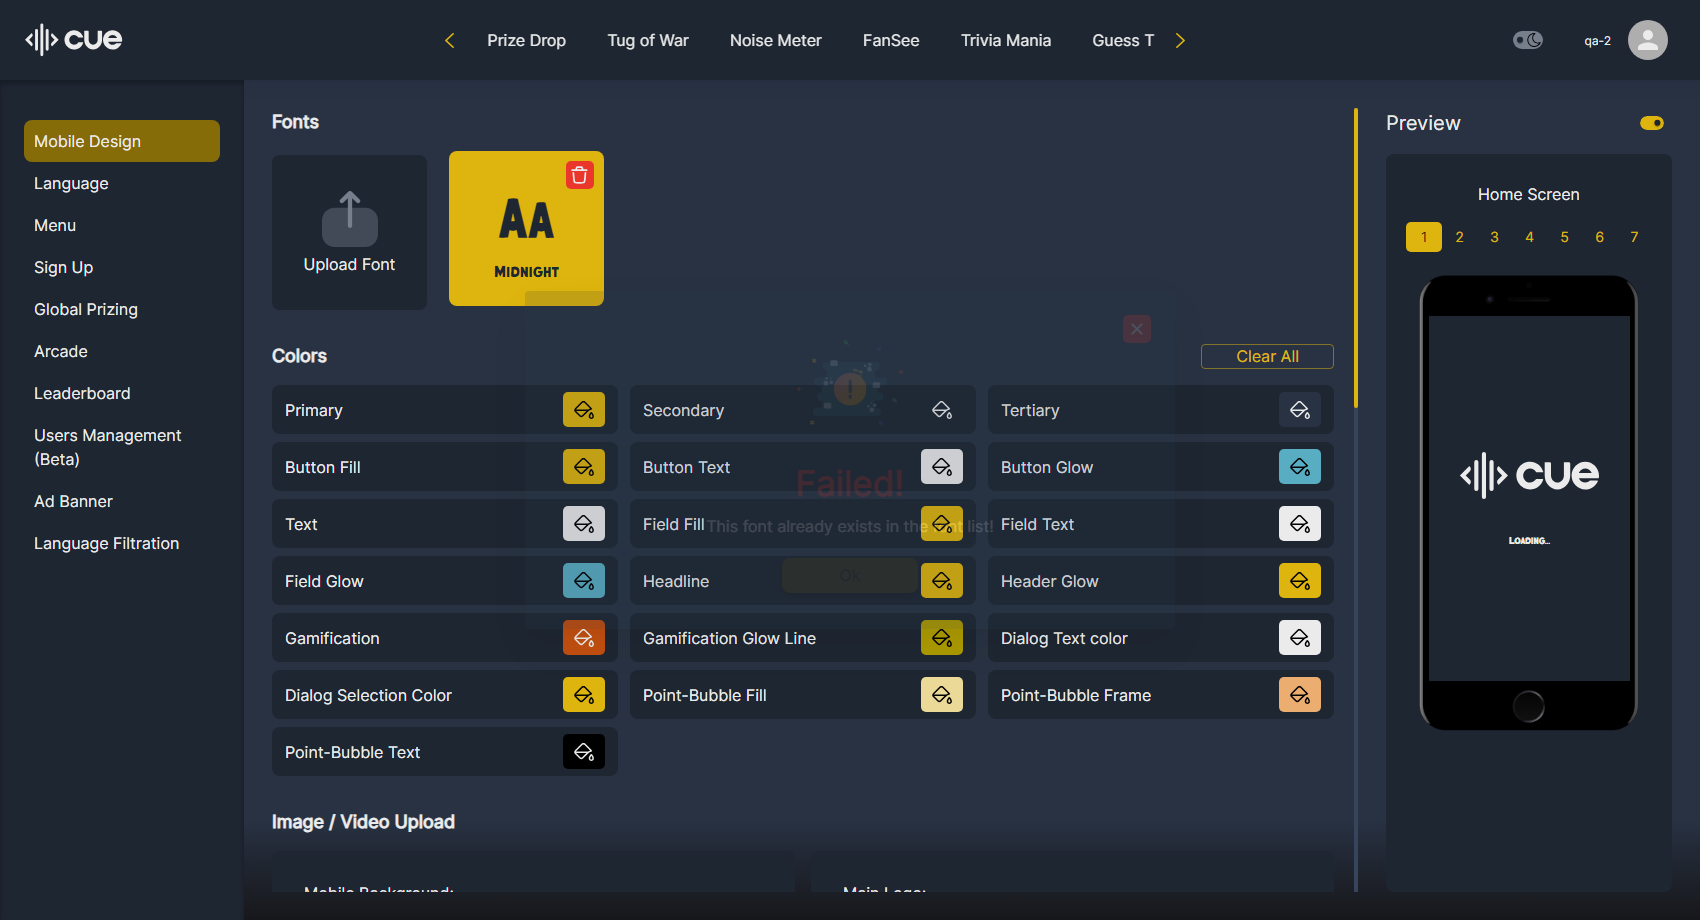 cue
Prize Drop
Tug of War
Noise Meter
FanSee
Trivia Mania
Guess T
qa-2
Mobile Design
Language
Menu
Sign Up
Global Prizing
Arcade
Leaderboard
Users Management
(Beta)
Ad Banner
Language Filtration
Fonts
Upload Font
AA
MIDNIGHT
Colors
Clear All
Primary
Secondary
Tertiary
Button Fill
Button Text
Button Glow
Text
Field Fill
Field Text
Field Glow
Headline
Header Glow
Gamification
Gamification Glow Line
Dialog Text color
Dialog Selection Color
Point-Bubble Fill
Point-Bubble Frame
Point-Bubble Text
Failed!
This font already exists in the font list!
Ok
Image / Video Upload
Mobile Background:
Main Logo:
Preview
Home Screen
1 2 3 4 5 6 7
cue
LOADING...